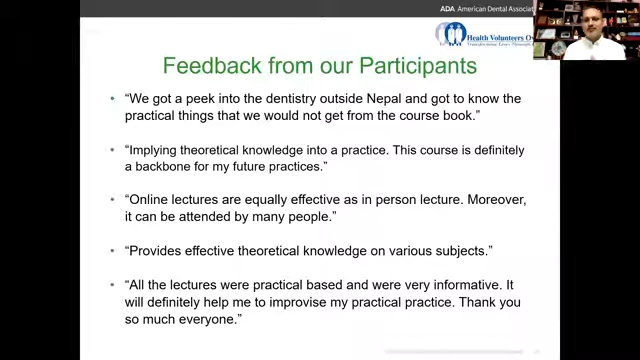 ADA American Dental Associat
Health Volunteers O
Feedback from our Participants
• “We got a peek into the dentistry outside Nepal and got to know the
practical things that we would not get from the course book.”
• “Implying theoretical knowledge into a practice. This course is definitely
a backbone for my future practices.”
• “Online lectures are equally effective as in person lecture. Moreover,
it can be attended by many people.”
• “Provides effective theoretical knowledge on various subjects.”
• “All the lectures were practical based and were very informative. It
will definitely help me to improvise my practical practice. Thank you
so much everyone.”